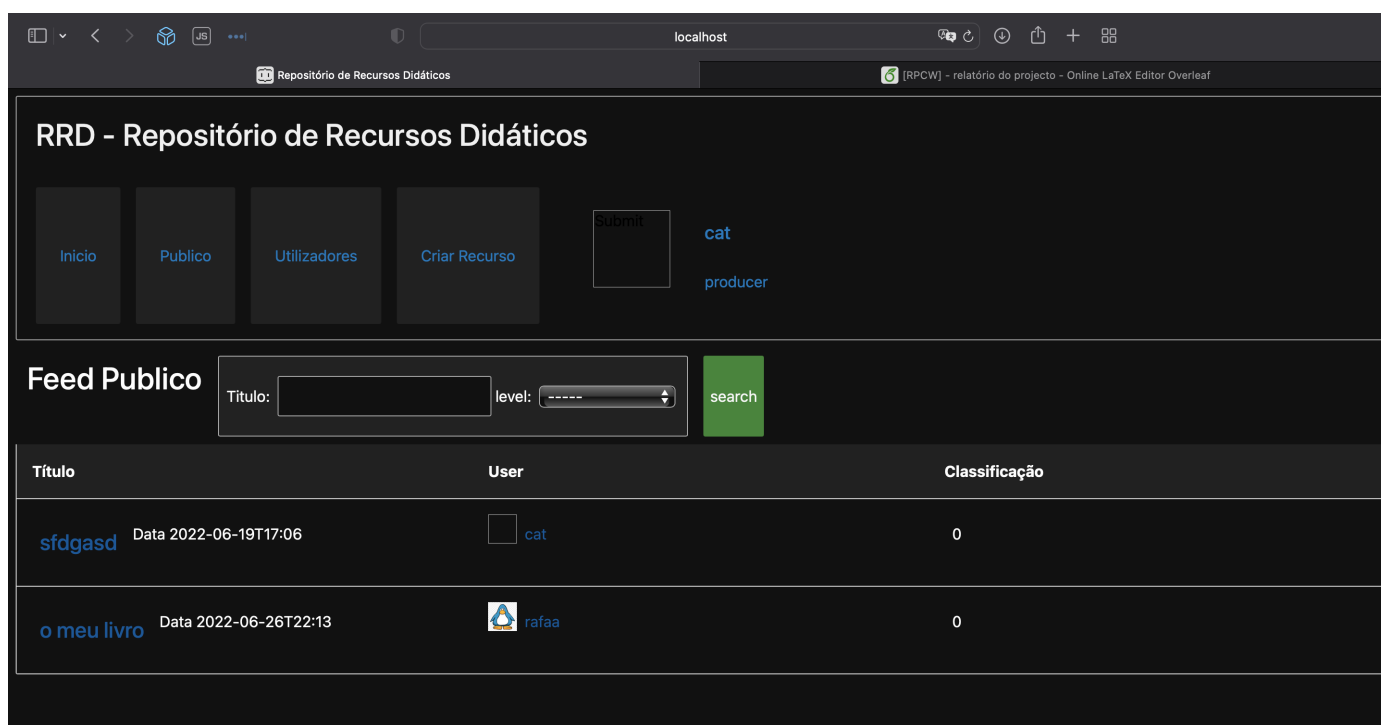 JS
localhost
Repositório de Recursos Didáticos
[RPCW] - relatório do projecto - Online LaTeX Editor Overleaf
RRD - Repositório de Recursos Didáticos
Inicio Publico Utilizadores Criar Recurso
Submit
cat
producer
Feed Publico
Titulo: level: ----- search
Título User Classificação
sfdgasd Data 2022-06-19T17:06 cat 0
o meu livro Data 2022-06-26T22:13 rafaa 0